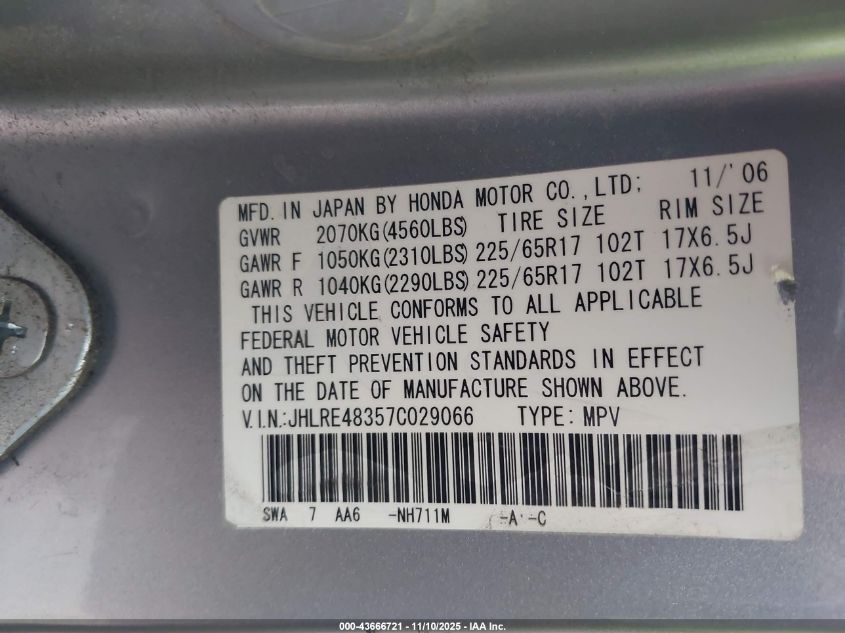 MFD. IN JAPAN BY HONDA MOTOR CO.,LTD; 11/'06
GVWR 2070KG(4560LBS) TIRE SIZE RIM SIZE
GAWR F 1050KG(2310LBS) 225/65R17 102T 17X6.5J
GAWR R 1040KG(2290LBS) 225/65R17 102T 17X6.5J
THIS VEHICLE CONFORMS TO ALL APPLICABLE
FEDERAL MOTOR VEHICLE SAFETY
AND THEFT PREVENTION STANDARDS IN EFFECT
ON THE DATE OF MANUFACTURE SHOWN ABOVE.
V.I.N.:JHLRE48357C029066 TYPE: MPV
SWA 7 AA6 -NH711M -A -C
000-43666721 - 11/10/2025 - IAA Inc.